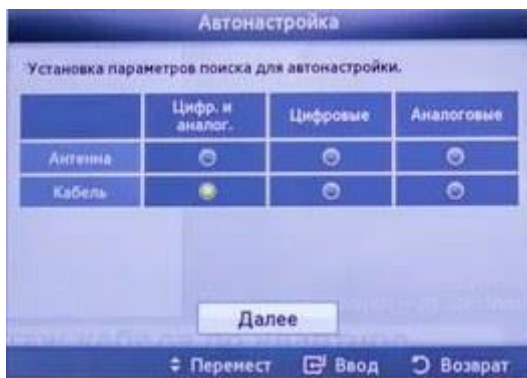 Автонастройка
Установка параметров поиска для автонастройки.
Цифр. и
аналог.
Цифровые
Аналоговые
Антенна
Кабель
Далее
Перемест
Ввод
Возврат